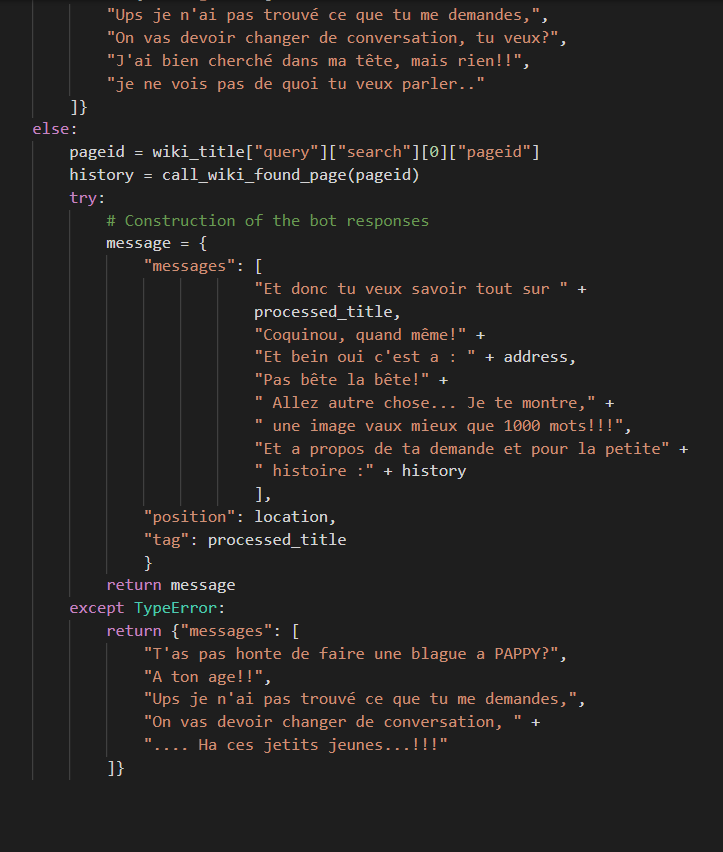 "Ups je n'ai pas trouvé ce que tu me demandes,",
"On vas devoir changer de conversation, tu veux?",
"J'ai bien cherché dans ma tête, mais rien!!",
"je ne vois pas de quoi tu veux parler.."
]}
else:
pageid = wiki_title["query"]["search"][0]["pageid"]
history = call_wiki_found_page(pageid)
try:
# Construction of the bot responses
message = {
"messages": [
"Et donc tu veux savoir tout sur " +
processed_title,
"Coquinou, quand même!" +
"Et bein oui c'est a : " + address,
"Pas bête la bête!" +
" Allez autre chose... Je te montre," +
" une image vaux mieux que 1000 mots!!!",
"Et a propos de ta demande et pour la petite" +
" histoire :" + history
],
"position": location,
"tag": processed_title
}
return message
except TypeError:
return {"messages": [
"T'as pas honte de faire une blague a PAPPY?",
"A ton age!!",
"Ups je n'ai pas trouvé ce que tu me demandes,",
"On vas devoir changer de conversation, " +
".... Ha ces jetits jeunes...!!!"
]}